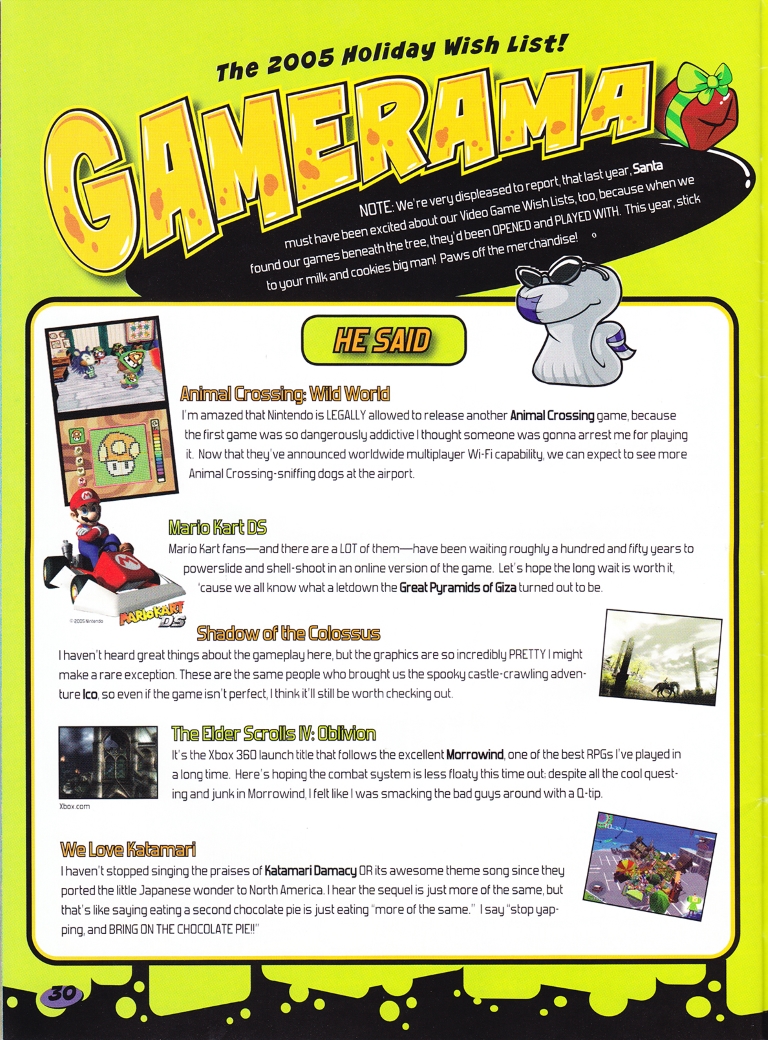 The 2005 Holiday Wish List!
GAMERAMA
NOTE: We're very displeased to report, that last year, Santa
must have been excited about our Video Game Wish Lists, too, because when we
found our games beneath the tree, they'd been OPENED and PLAYED WITH. This year, stick
to your milk and cookies big man! Paws off the merchandise!
HE SAID
Animal Crossing: Wild World
I'm amazed that Nintendo is LEGALLY allowed to release another Animal Crossing game, because
the first game was so dangerously addictive I thought someone was gonna arrest me for playing
it. Now that they've announced worldwide multiplayer Wi-Fi capability, we can expect to see more
Animal Crossing-sniffing dogs at the airport.
Mario Kart DS
Mario Kart fans—and there are a LOT of them—have been waiting roughly a hundred and fifty years to
powerslide and shell-shoot in an online version of the game. Let's hope the long wait is worth it,
'cause we all know what a letdown the Great Pyramids of Giza turned out to be.
© 2005 Nintendo
MARIO KART
DS
Shadow of the Colossus
I haven't heard great things about the gameplay here, but the graphics are so incredibly PRETTY I might
make a rare exception. These are the same people who brought us the spooky castle-crawling adven-
ture Ico, so even if the game isn't perfect, I think it'll still be worth checking out.
The Elder Scrolls IV: Oblivion
It's the Xbox 360 launch title that follows the excellent Morrowind, one of the best RPGs I've played in
a long time. Here's hoping the combat system is less floaty this time out: despite all the cool quest-
ing and junk in Morrowind, I felt like I was smacking the bad guys around with a Q-tip.
Xbox.com
We Love Katamari
I haven't stopped singing the praises of Katamari Damacy OR its awesome theme song since they
ported the little Japanese wonder to North America. I hear the sequel is just more of the same, but
that's like saying eating a second chocolate pie is just eating "more of the same." I say "stop yap-
ping, and BRING ON THE CHOCOLATE PIE!!"
30